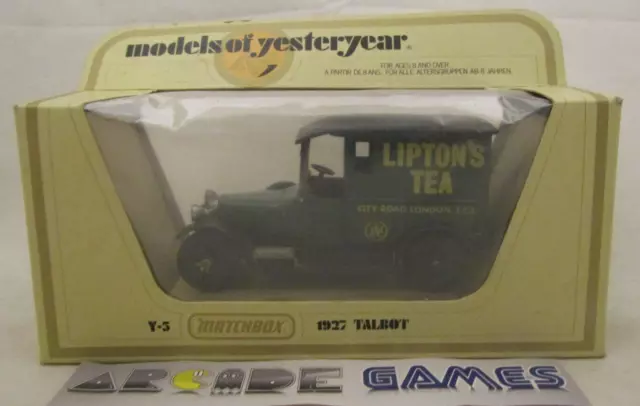 models of yesteryear®
FOR AGES 8 AND OVER
LIPTON'S
TEA
CITY ROAD LONDON, E.C.1
Y-5
MATCHBOX
1927 TALBOT
ARCADE GAMES